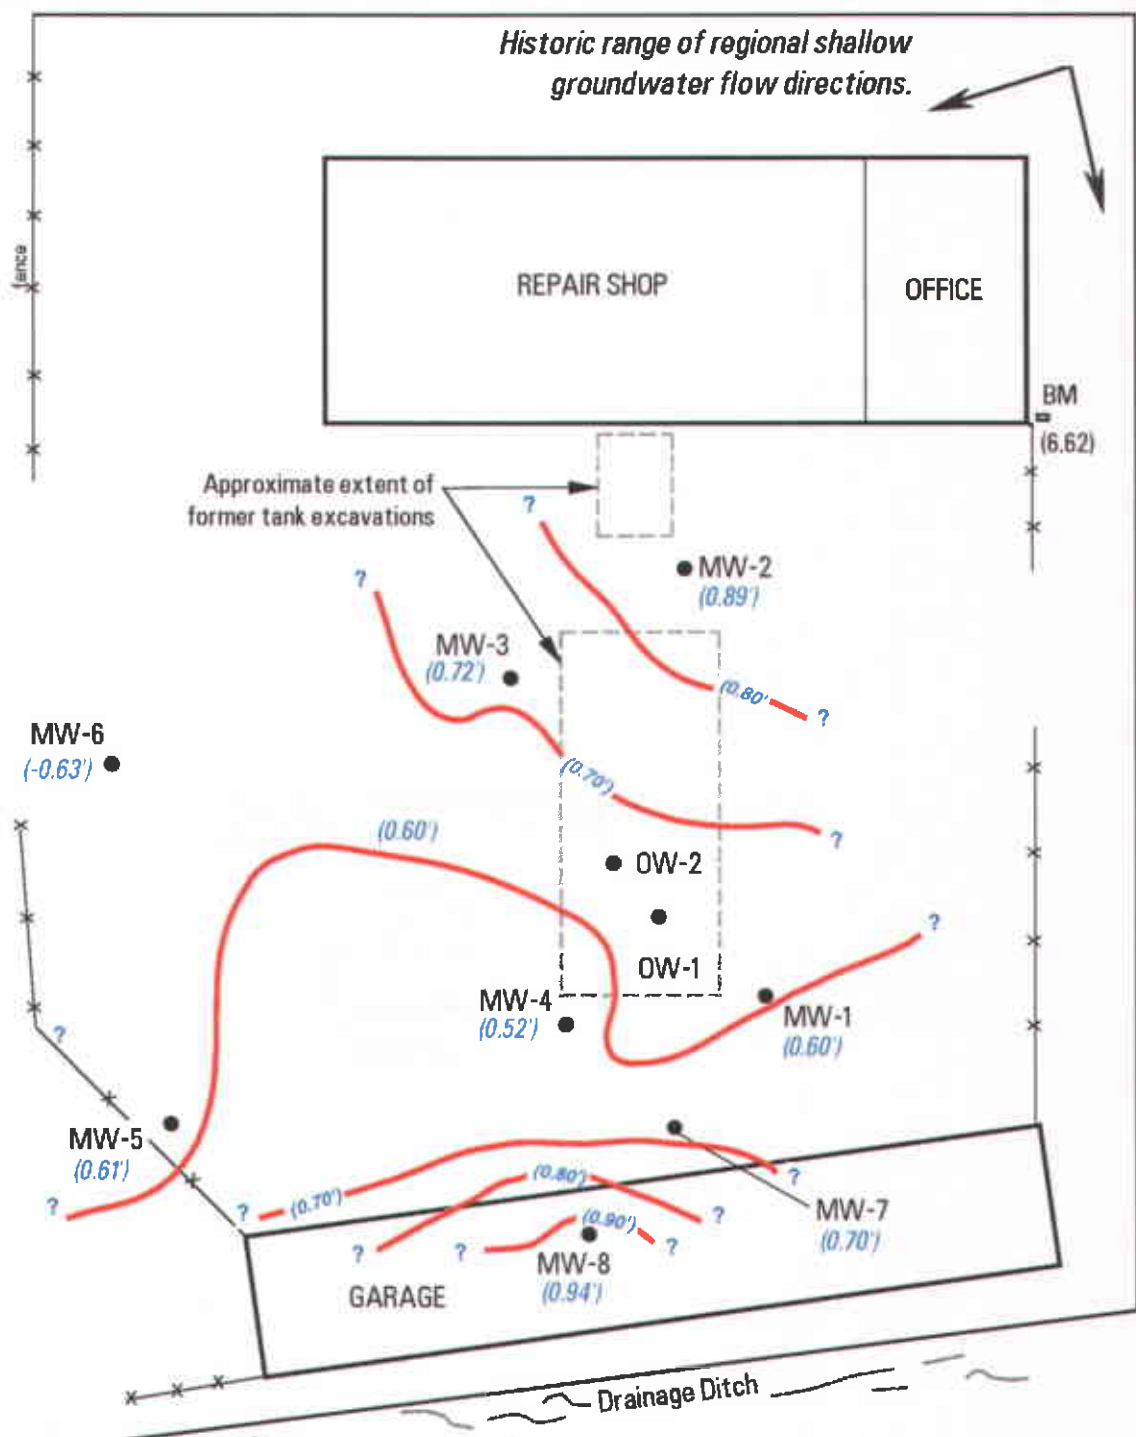 Historic range of regional shallow
groundwater flow directions.
fence
REPAIR SHOP
OFFICE
BM
(6.62)
Approximate extent of
former tank excavations
?
?
MW-2
(0.89')
MW-3
(0.72')
(0.80'
?
MW-6
(-0.63')
(0.70')
?
(0.60')
OW-2
?
OW-1
MW-4
(0.52')
MW-1
(0.60')
?
MW-5
(0.61')
(0.80')
?
?
?
(0.70')
MW-7
(0.70')
?
(0.90')
?
?
?
MW-8
(0.94')
GARAGE
Drainage Ditch